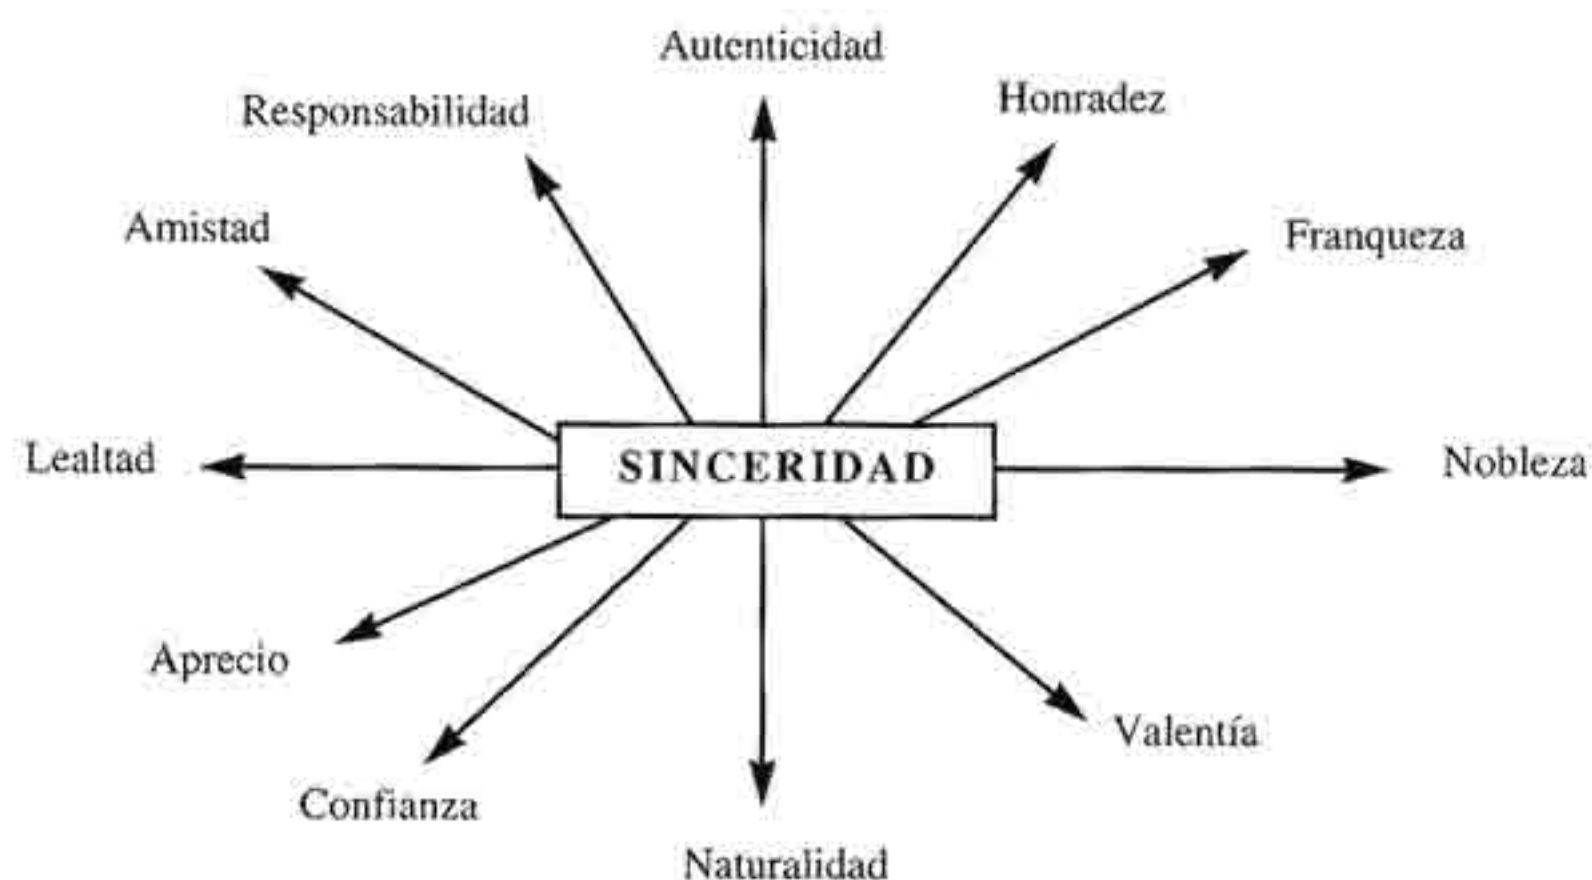 Autenticidad
Honradez
Responsabilidad
Amistad
Franqueza
Lealtad
SINCERIDAD
Nobleza
Aprecio
Valentía
Confianza
Naturalidad